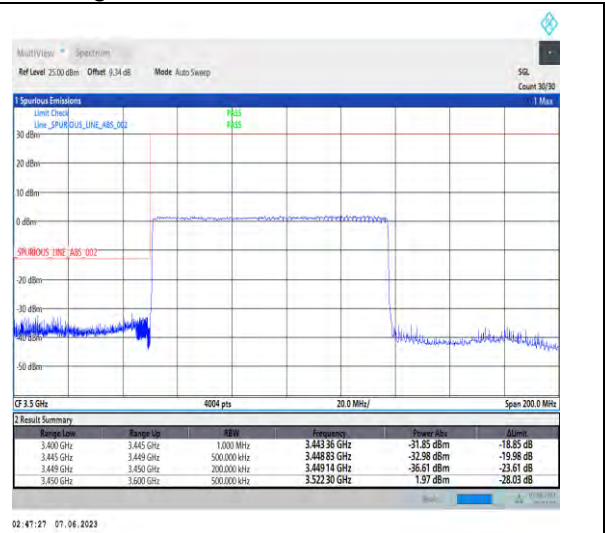 MultiView Spectrum
Ref Level 25.00 dBm Offset 9.34 dB Mode Auto Sweep SGL
Count 30/30
1 Spurious Emissions 1 Max
Limit Check PASS
Line _SPURIOUS_LINE_ABS_002 PASS
30 dBm
20 dBm
10 dBm
0 dBm
_SPURIOUS_LINE_ABS_002
-20 dBm
-30 dBm
-40 dBm
-50 dBm
CF 3.5 GHz 4004 pts 20.0 MHz/ Span 200.0 MHz
2 Result Summary
Range Low Range Up RBW Frequency Power Abs ΔLimit
3.400 GHz 3.445 GHz 1.000 MHz 3.443 36 GHz -31.85 dBm -18.85 dB
3.445 GHz 3.449 GHz 500.000 kHz 3.448 83 GHz -32.98 dBm -19.98 dB
3.449 GHz 3.450 GHz 200.000 kHz 3.449 14 GHz -36.61 dBm -23.61 dB
3.450 GHz 3.600 GHz 500.000 kHz 3.522 30 GHz 1.97 dBm -28.03 dB
02:47:27 07.06.2023